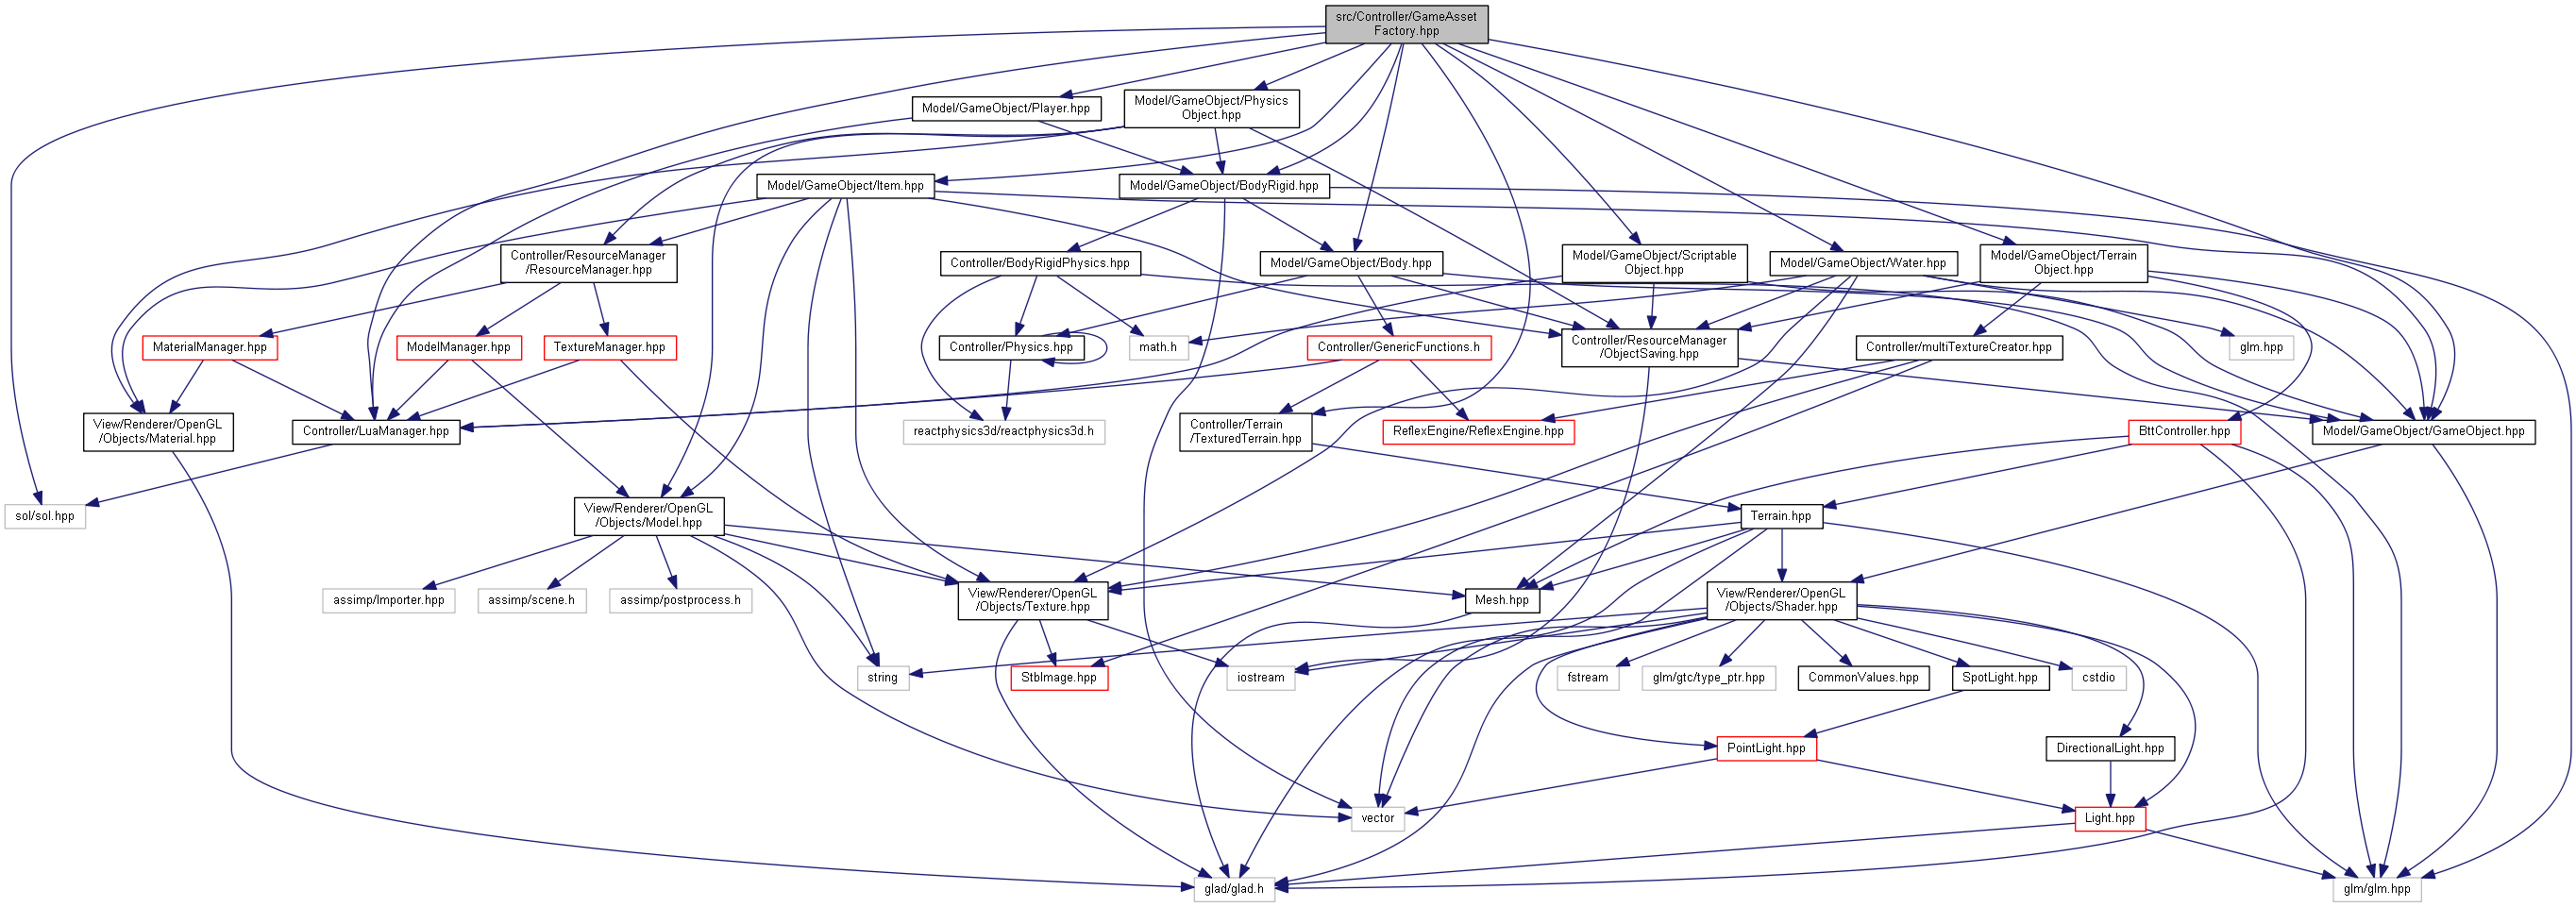 src/Controller/GameAsset
Factory.hpp
Model/GameObject/Player.hpp
Model/GameObject/Physics
Object.hpp
Model/GameObject/Item.hpp
Model/GameObject/BodyRigid.hpp
Controller/ResourceManager
/ResourceManager.hpp
Controller/BodyRigidPhysics.hpp
Model/GameObject/Body.hpp
Model/GameObject/Scriptable
Object.hpp
Model/GameObject/Water.hpp
Model/GameObject/Terrain
Object.hpp
MaterialManager.hpp
ModelManager.hpp
TextureManager.hpp
Controller/Physics.hpp
math.h
Controller/GenericFunctions.h
Controller/ResourceManager
/ObjectSaving.hpp
Controller/multiTextureCreator.hpp
glm.hpp
View/Renderer/OpenGL
/Objects/Material.hpp
Controller/LuaManager.hpp
reactphysics3d/reactphysics3d.h
Controller/Terrain
/TexturedTerrain.hpp
ReflexEngine/ReflexEngine.hpp
BttController.hpp
Model/GameObject/GameObject.hpp
sol/sol.hpp
View/Renderer/OpenGL
/Objects/Model.hpp
Terrain.hpp
assimp/Importer.hpp
assimp/scene.h
assimp/postprocess.h
View/Renderer/OpenGL
/Objects/Texture.hpp
Mesh.hpp
View/Renderer/OpenGL
/Objects/Shader.hpp
string
StbImage.hpp
iostream
fstream
glm/gtc/type_ptr.hpp
CommonValues.hpp
SpotLight.hpp
cstdio
PointLight.hpp
DirectionalLight.hpp
vector
Light.hpp
glad/glad.h
glm/glm.hpp